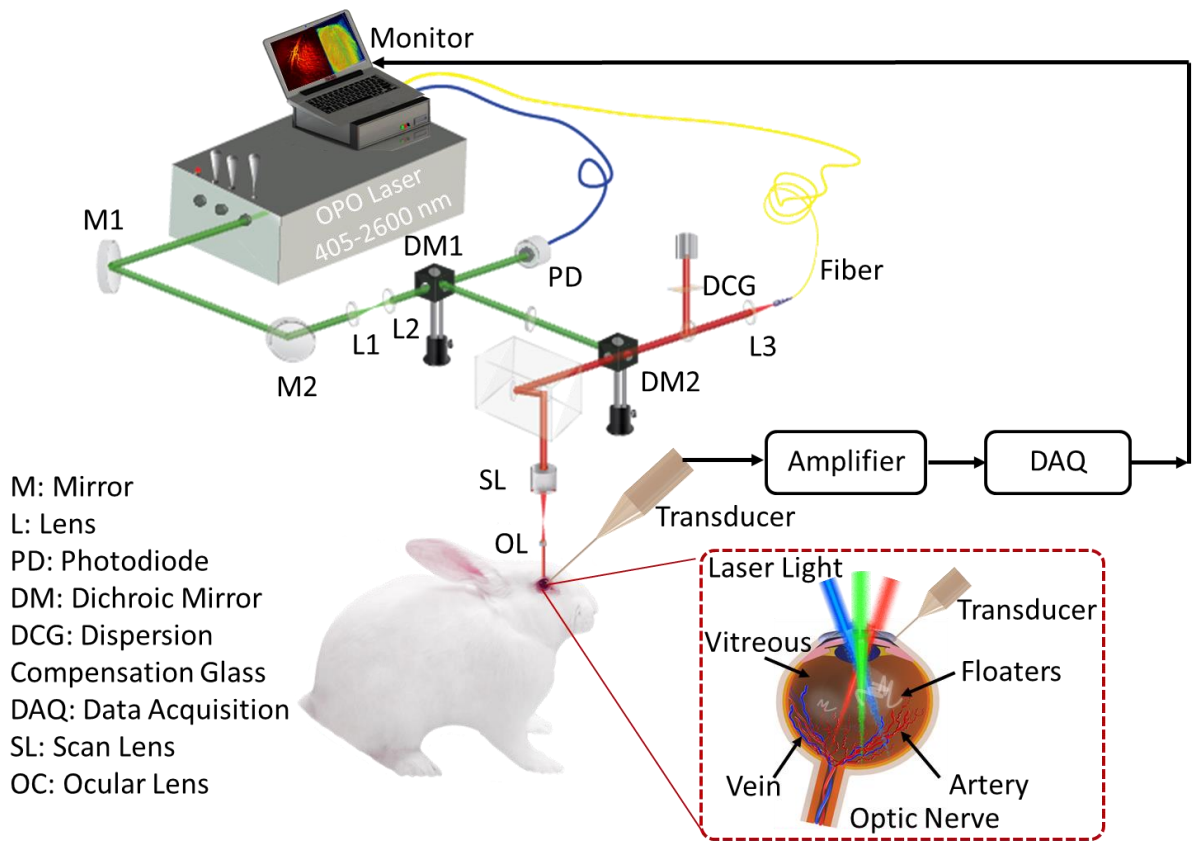 Monitor
OPO Laser
405-2600 nm
M1
DM1
PD
DCG
Fiber
L1
L2
L3
M2
DM2
SL
Transducer
Amplifier
DAQ
OL
M: Mirror
L: Lens
PD: Photodiode
DM: Dichroic Mirror
DCG: Dispersion
Compensation Glass
DAQ: Data Acquisition
SL: Scan Lens
OC: Ocular Lens
Laser Light
Transducer
Vitreous
Floaters
Vein
Artery
Optic Nerve